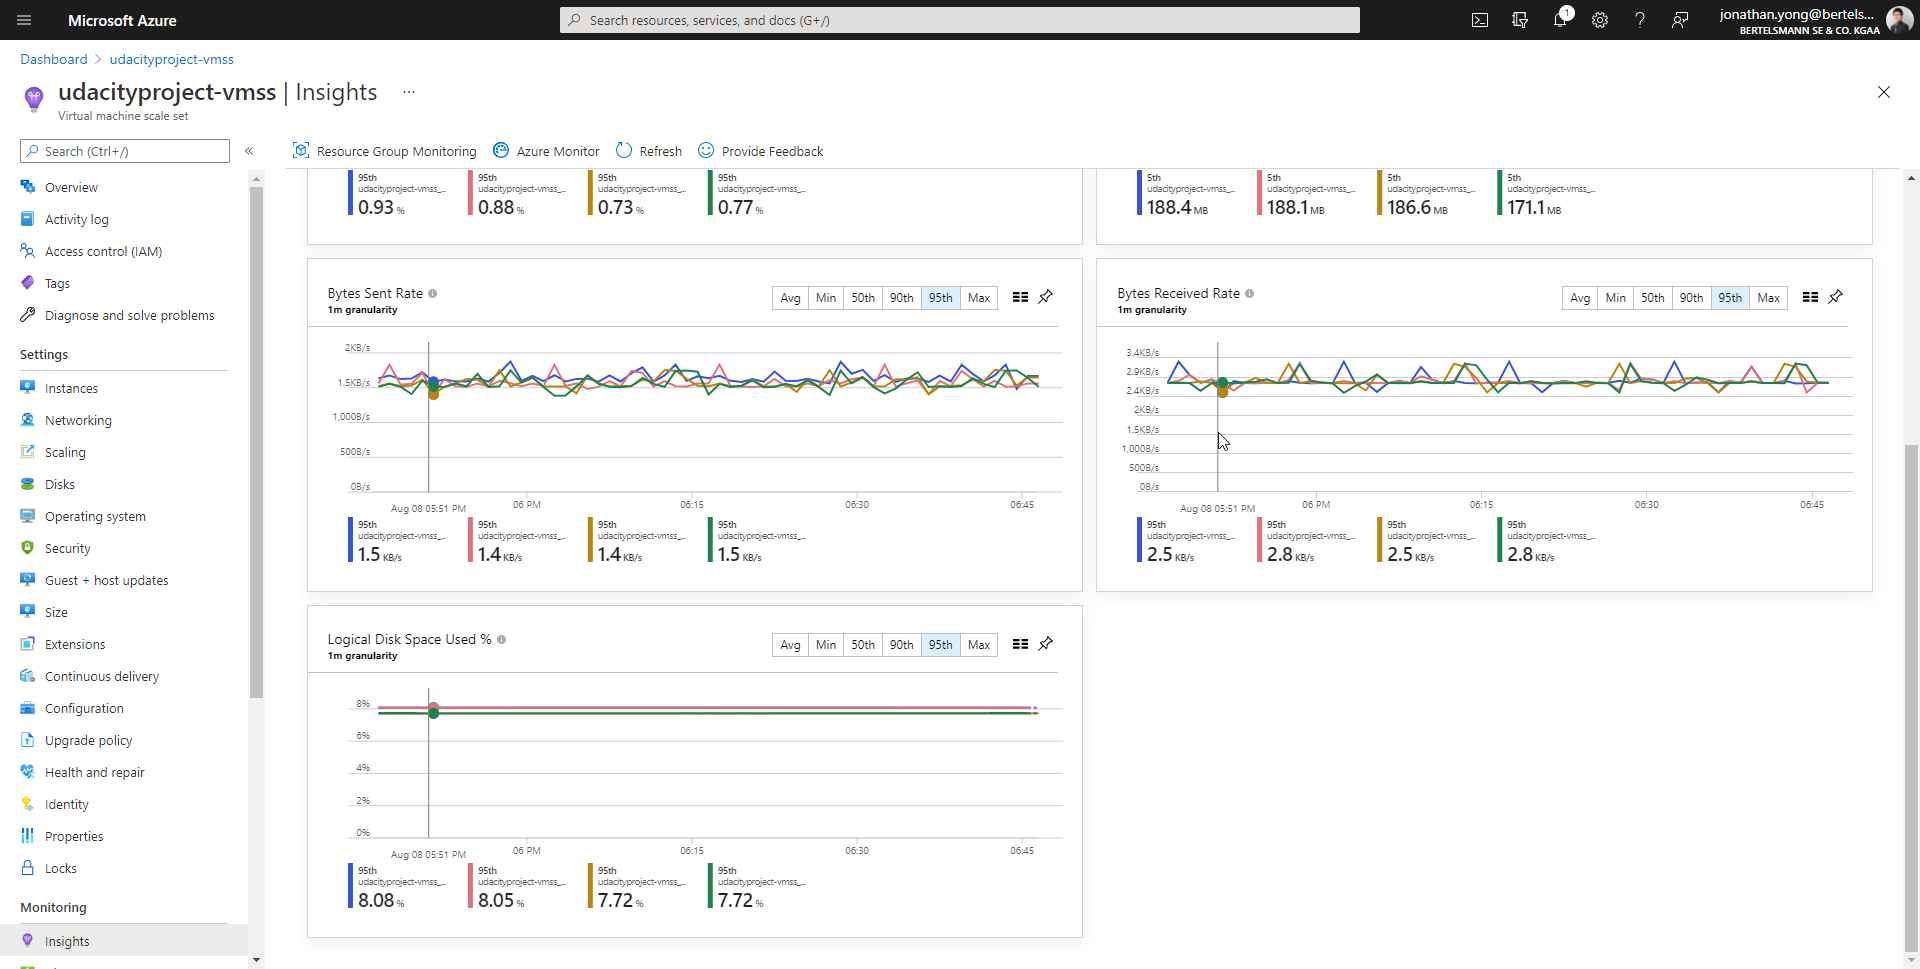 Microsoft Azure
Search resources, services, and docs (G+/)
1
jonathan.yong@bertels...
BERTELSMANN SE & CO. KGAA
Dashboard > udacityproject-vmss
udacityproject-vmss | Insights ...
Virtual machine scale set
Search (Ctrl+/)
«
Resource Group Monitoring
Azure Monitor
Refresh
Provide Feedback
Overview
Activity log
Access control (IAM)
Tags
Diagnose and solve problems
Settings
Instances
Networking
Scaling
Disks
Operating system
Security
Guest + host updates
Size
Extensions
Continuous delivery
Configuration
Upgrade policy
Health and repair
Identity
Properties
Locks
Monitoring
Insights
95th
udacityproject-vmss_...
0.93 %
95th
udacityproject-vmss_...
0.88 %
95th
udacityproject-vmss_...
0.73 %
95th
udacityproject-vmss_...
0.77 %
5th
udacityproject-vmss_...
188.4 MB
5th
udacityproject-vmss_...
188.1 MB
5th
udacityproject-vmss_...
186.6 MB
5th
udacityproject-vmss_...
171.1 MB
Bytes Sent Rate
1m granularity
Avg Min 50th 90th 95th Max
2KB/s
1.5KB/s
1,000B/s
500B/s
0B/s
Aug 08 05:51 PM
06 PM
06:15
06:30
06:45
95th
udacityproject-vmss_...
1.5 KB/s
95th
udacityproject-vmss_...
1.4 KB/s
95th
udacityproject-vmss_...
1.4 KB/s
95th
udacityproject-vmss_...
1.5 KB/s
Bytes Received Rate
1m granularity
Avg Min 50th 90th 95th Max
3.4KB/s
2.9KB/s
2.4KB/s
2KB/s
1.5KB/s
1,000B/s
500B/s
0B/s
Aug 08 05:51 PM
06 PM
06:15
06:30
06:45
95th
udacityproject-vmss_...
2.5 KB/s
95th
udacityproject-vmss_...
2.8 KB/s
95th
udacityproject-vmss_...
2.5 KB/s
95th
udacityproject-vmss_...
2.8 KB/s
Logical Disk Space Used %
1m granularity
Avg Min 50th 90th 95th Max
8%
6%
4%
2%
0%
Aug 08 05:51 PM
06 PM
06:15
06:30
06:45
95th
udacityproject-vmss_...
8.08 %
95th
udacityproject-vmss_...
8.05 %
95th
udacityproject-vmss_...
7.72 %
95th
udacityproject-vmss_...
7.72 %